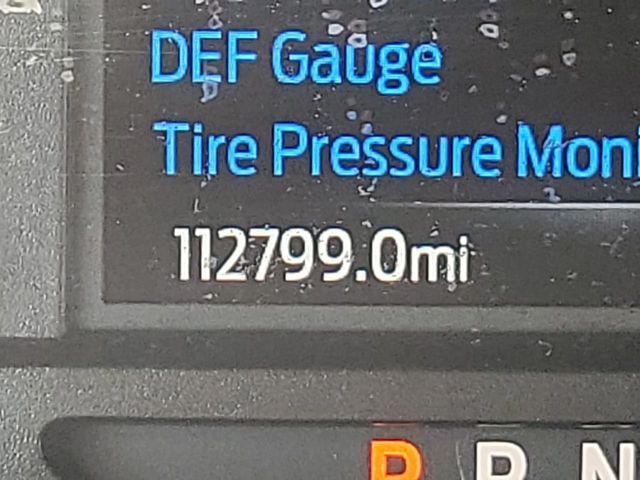 DEF Gauge
Tire Pressure Moni
112799.0mi
P R N